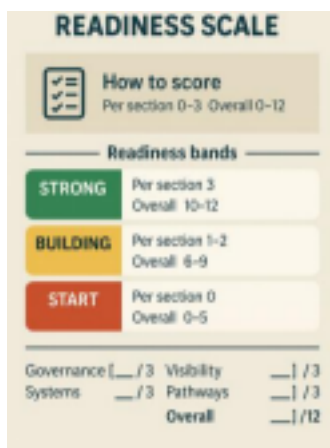 READINESS SCALE
How to score
Per section 0–3 Overall 0–12
Readiness bands
STRONG
Per section 3
Overall 10–12
BUILDING
Per section 1–2
Overall 6–9
START
Per section 0
Overall 0–5
Governance [__ / 3 Visibility __] / 3
Systems __ / 3 Pathways __] / 3
Overall __] /12